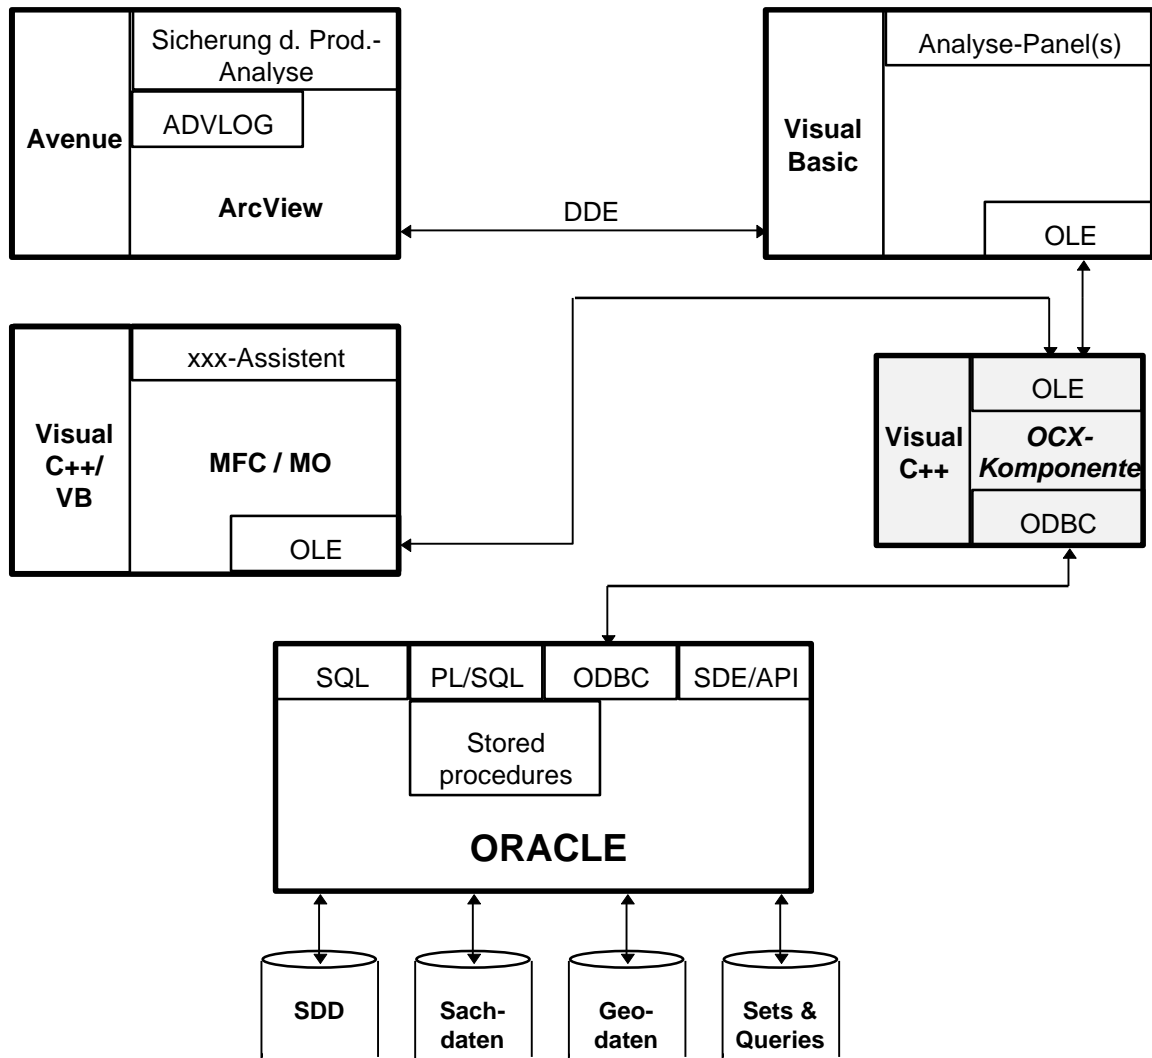 Sicherung d. Prod.-
Analyse
ADVLOG
Avenue
ArcView
DDE
Analyse-Panel(s)
Visual
Basic
OLE
xxx-Assistent
Visual
C++/
VB
MFC / MO
OLE
Visual
C++
OLE
OCX-
Komponente
ODBC
SQL
PL/SQL
ODBC
SDE/API
Stored
procedures
ORACLE
SDD
Sach-
daten
Geo-
daten
Sets &
Queries